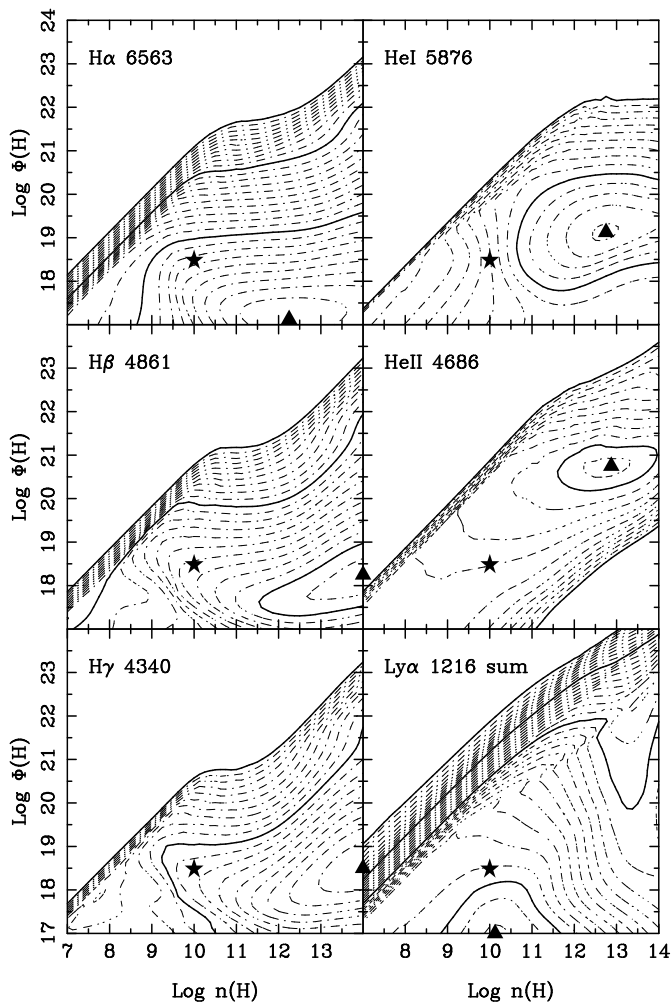 Hα 6563
HeI 5876
24
23
22
21
20
19
18
Log Φ(H)
Hβ 4861
HeII 4686
23
22
21
20
19
18
Log Φ(H)
Hγ 4340
Lyα 1216 sum
23
22
21
20
19
18
17
Log Φ(H)
7 8 9 10 11 12 13
8 9 10 11 12 13 14
Log n(H)
Log n(H)